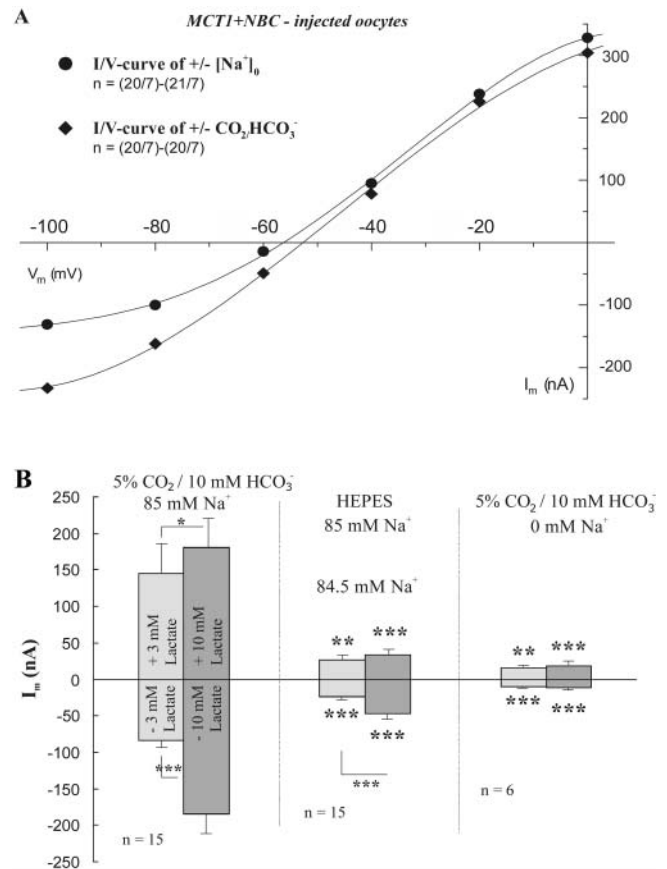 A
MCT1+NBC - injected oocytes
I/V-curve of +/- [Na⁺]₀
n = (20/7)-(21/7)
I/V-curve of +/- CO₂/HCO₃⁻
n = (20/7)-(20/7)
300
200
100
-100 -80 -60 -40 -20
Vₘ (mV)
-100
-200
Iₘ (nA)
B
5% CO₂ / 10 mM HCO₃⁻
85 mM Na⁺
HEPES
85 mM Na⁺
84.5 mM Na⁺
5% CO₂ / 10 mM HCO₃⁻
0 mM Na⁺
250
200
150
100
50
0
50
-100
-150
-200
-250
Iₘ (nA)
*
+ 3 mM
Lactate
+ 10 mM
Lactate
- 3 mM
Lactate
- 10 mM
Lactate
***
** ***
*** ***
***
** ***
*** ***
n = 15
n = 15
n = 6